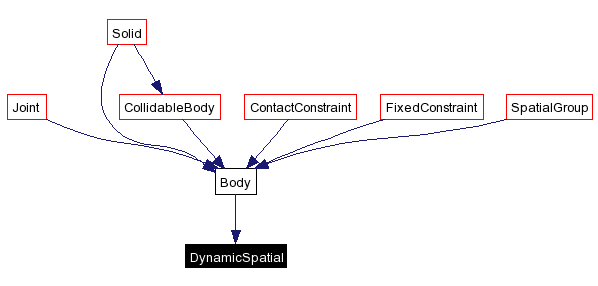 Solid
Joint
CollidableBody
ContactConstraint
FixedConstraint
SpatialGroup
Body
DynamicSpatial